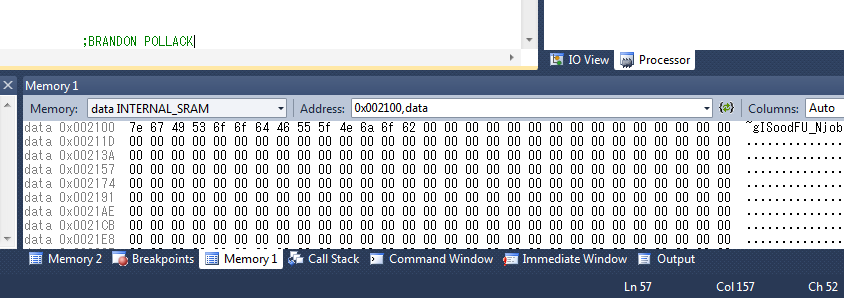 ;BRANDON POLLACK
IO View Processor
Memory 1
Memory: data INTERNAL_SRAM Address: 0x002100,data Columns: Auto
data 0x002100 7e 67 49 53 6f 6f 64 46 55 5f 4e 6a 6f 62 00 00 00 00 00 00 00 00 00 00 00 00 00 00 00 ~gISoodFU_Njob
data 0x00211D 00 00 00 00 00 00 00 00 00 00 00 00 00 00 00 00 00 00 00 00 00 00 00 00 00 00 00 00 00 ..............
data 0x00213A 00 00 00 00 00 00 00 00 00 00 00 00 00 00 00 00 00 00 00 00 00 00 00 00 00 00 00 00 00 ..............
data 0x002157 00 00 00 00 00 00 00 00 00 00 00 00 00 00 00 00 00 00 00 00 00 00 00 00 00 00 00 00 00 ..............
data 0x002174 00 00 00 00 00 00 00 00 00 00 00 00 00 00 00 00 00 00 00 00 00 00 00 00 00 00 00 00 00 ..............
data 0x002191 00 00 00 00 00 00 00 00 00 00 00 00 00 00 00 00 00 00 00 00 00 00 00 00 00 00 00 00 00 ..............
data 0x0021AE 00 00 00 00 00 00 00 00 00 00 00 00 00 00 00 00 00 00 00 00 00 00 00 00 00 00 00 00 00 ..............
data 0x0021CB 00 00 00 00 00 00 00 00 00 00 00 00 00 00 00 00 00 00 00 00 00 00 00 00 00 00 00 00 00 ..............
data 0x0021E8 00 00 00 00 00 00 00 00 00 00 00 00 00 00 00 00 00 00 00 00 00 00 00 00 00 00 00 00 00 ..............
Memory 2 Breakpoints Memory 1 Call Stack Command Window Immediate Window Output
Ln 57 Col 157 Ch 52